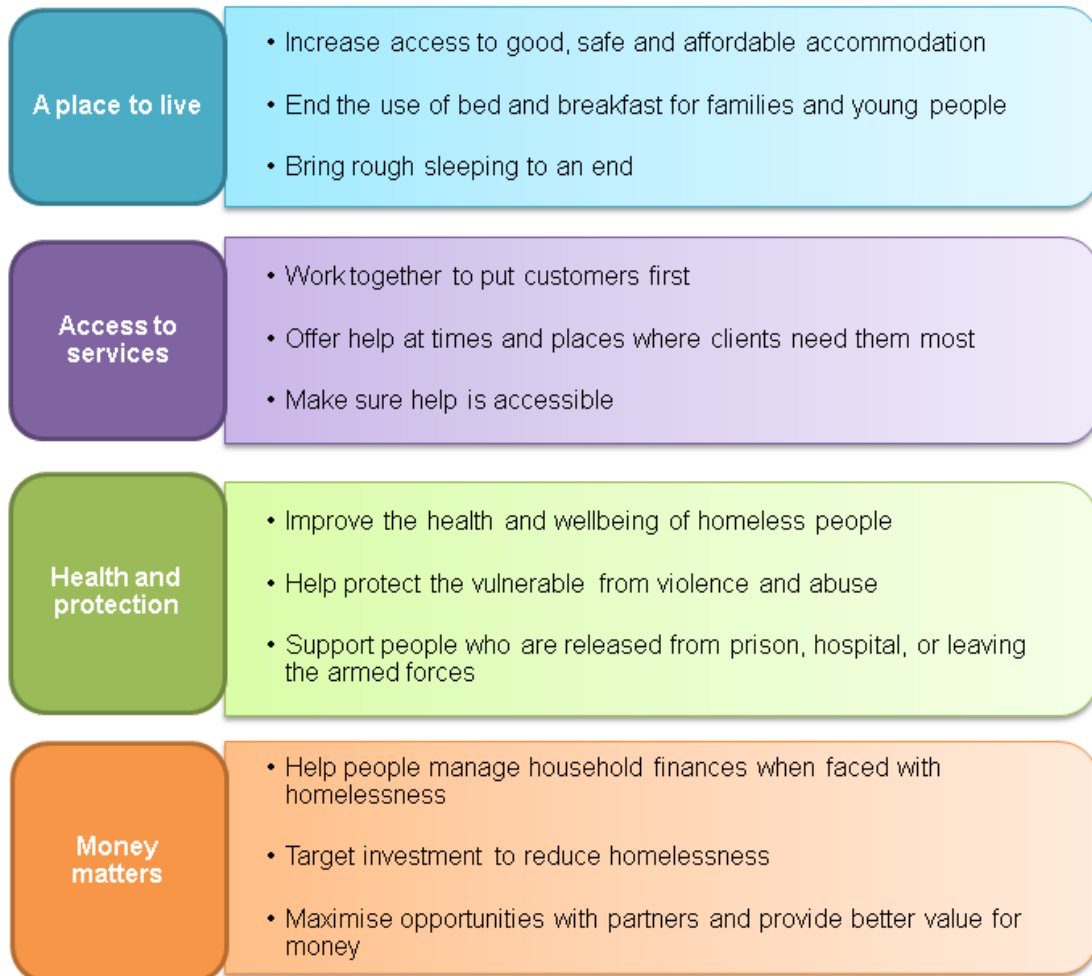 A place to live
• Increase access to good, safe and affordable accommodation
• End the use of bed and breakfast for families and young people
• Bring rough sleeping to an end
Access to
services
• Work together to put customers first
• Offer help at times and places where clients need them most
• Make sure help is accessible
Health and
protection
• Improve the health and wellbeing of homeless people
• Help protect the vulnerable from violence and abuse
• Support people who are released from prison, hospital, or leaving
the armed forces
Money
matters
• Help people manage household finances when faced with
homelessness
• Target investment to reduce homelessness
• Maximise opportunities with partners and provide better value for
money